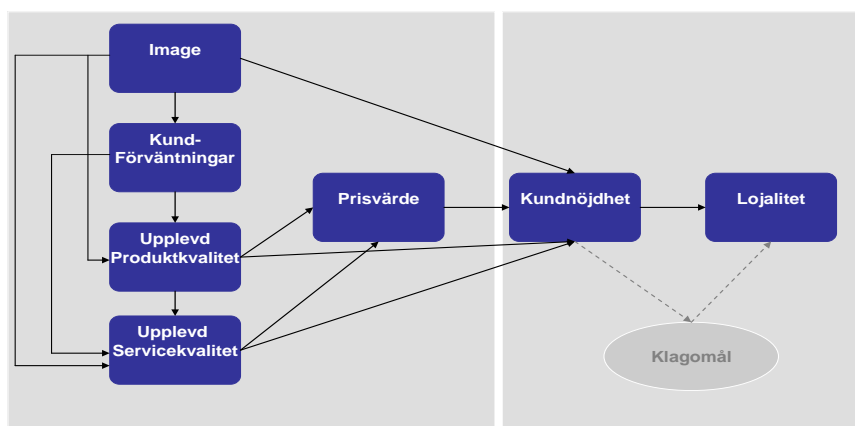 Image
Kund-
Förväntningar
Upplevd
Produktkvalitet
Upplevd
Servicekvalitet
Prisvärde
Kundnöjdhet
Lojalitet
Klagomål